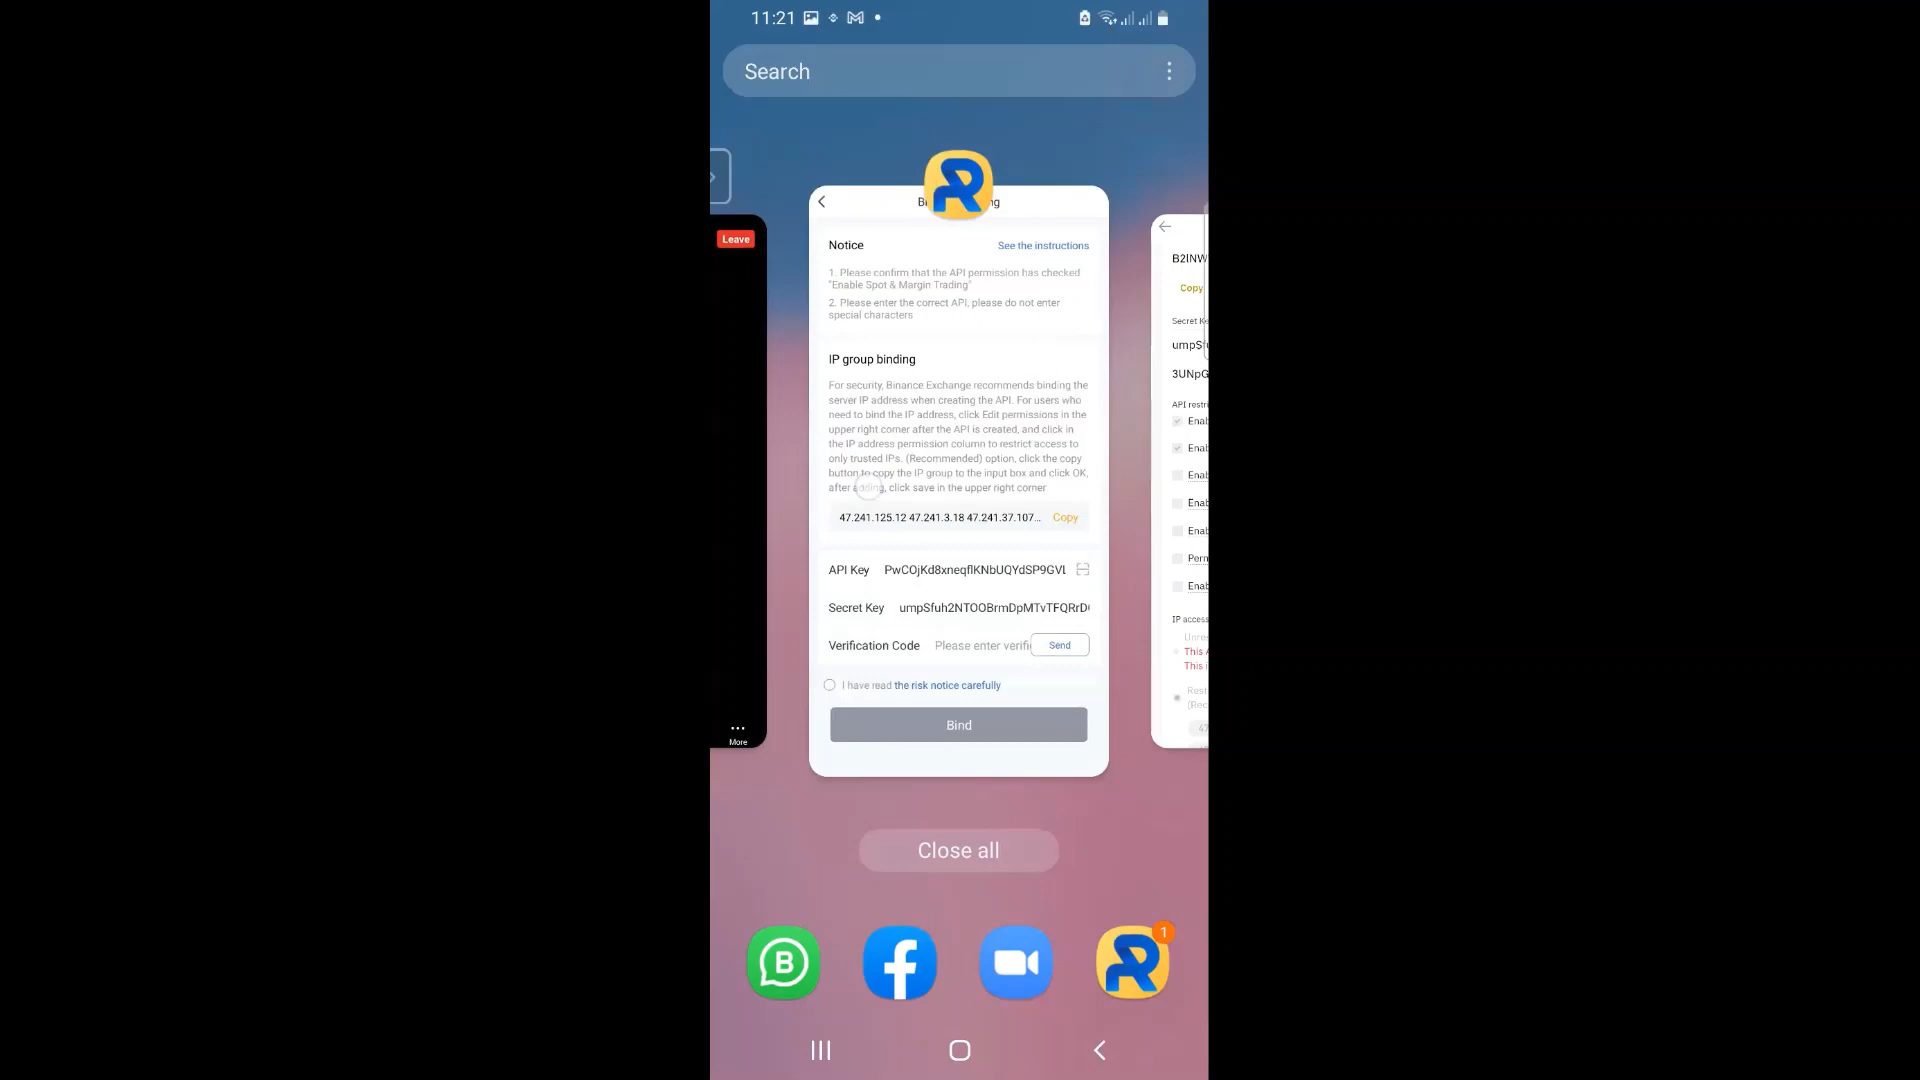 11:21
Search
Leave
Notice
See the instructions
1. Please confirm that the API permission has checked
"Enable Spot & Margin Trading"
2. Please enter the correct API, please do not enter
special characters
IP group binding
For security, Binance Exchange recommends binding the
server IP address when creating the API. For users who
need to bind the IP address, click Edit permissions in the
upper right corner after the API is created, and click in
the IP address permission column to restrict access to
only trusted IPs. (Recommended) option, click the copy
button to copy the IP group to the input box and click OK,
after adding, click save in the upper right corner
47.241.125.12 47.241.3.18 47.241.37.107...
Copy
API Key
Secret Key
Verification Code
Please enter verifi
Send
I have read the risk notice carefully
Bind
More
Copy
Secret Ke
API restri
Enab
Enab
Enab
Enab
Enab
Perm
Enab
IP access
Unres
This A
This i
Rest
(Rec
47
Close all
B
1